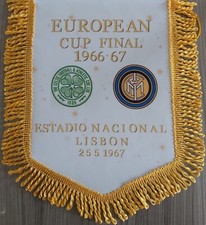 EUROPEAN
CUP FINAL
1966-67
ESTADIO NACIONAL
LISBON
25 5 1967